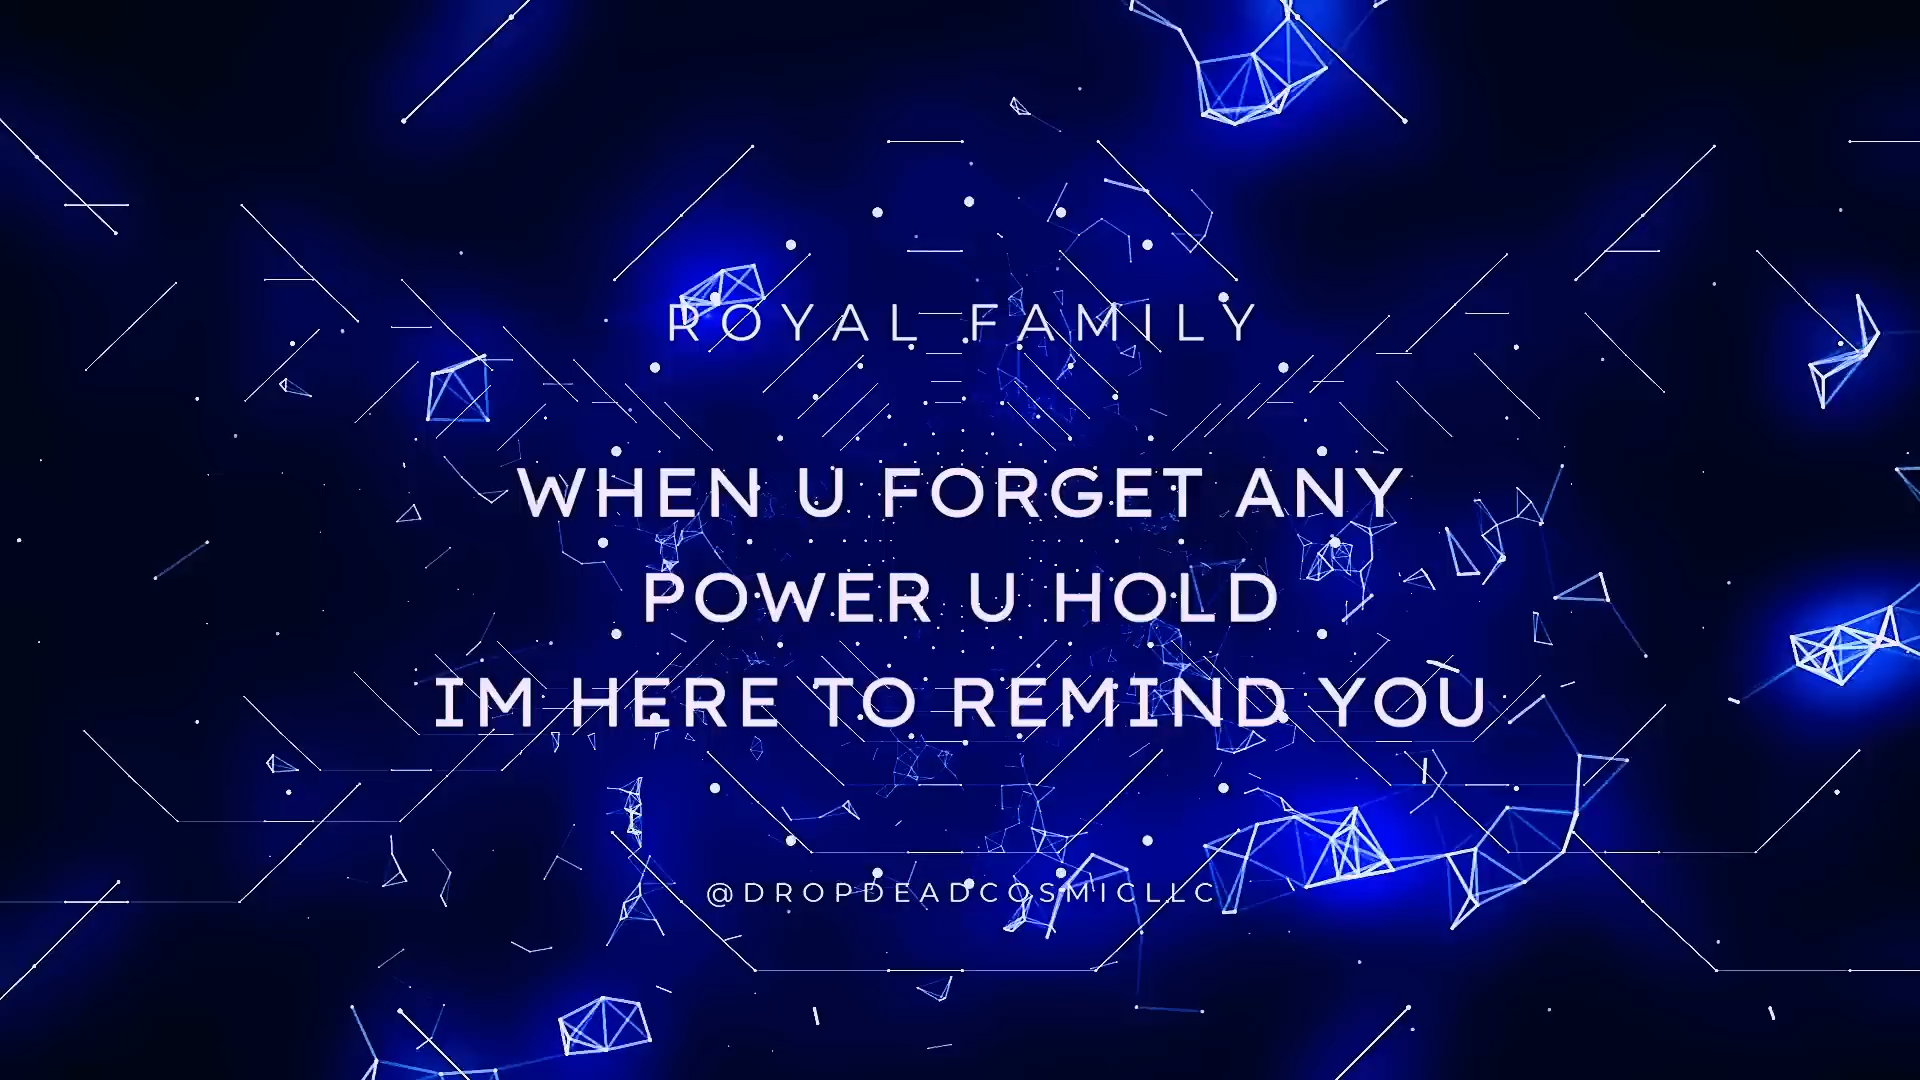 ROYAL FAMILY
WHEN U FORGET ANY
POWER U HOLD
IM HERE TO REMIND YOU
@DROPDEADCOSMICLLC